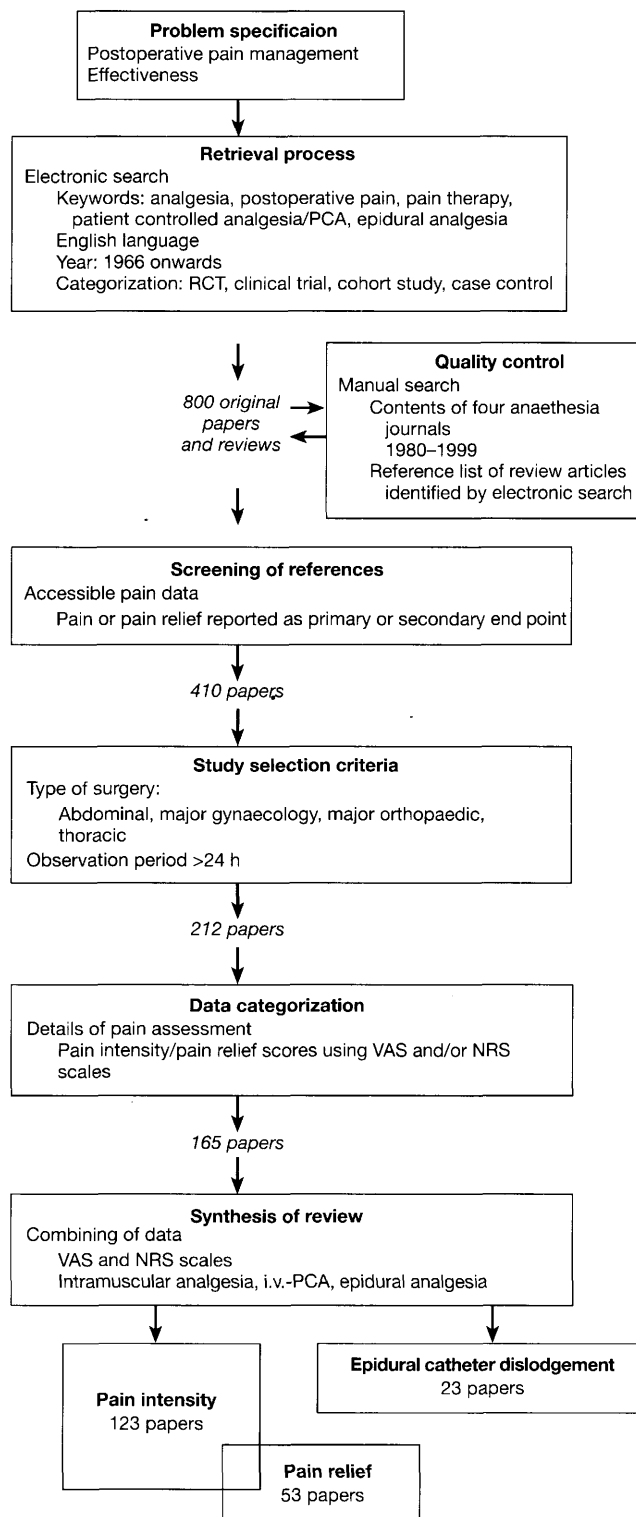 Problem specificaion
Postoperative pain management
Effectiveness
Retrieval process
Electronic search
Keywords: analgesia, postoperative pain, pain therapy,
patient controlled analgesia/PCA, epidural analgesia
English language
Year: 1966 onwards
Categorization: RCT, clinical trial, cohort study, case control
800 original
papers
and reviews
Quality control
Manual search
Contents of four anaethesia
journals
1980–1999
Reference list of review articles
identified by electronic search
Screening of references
Accessible pain data
Pain or pain relief reported as primary or secondary end point
410 papers
Study selection criteria
Type of surgery:
Abdominal, major gynaecology, major orthopaedic,
thoracic
Observation period >24 h
212 papers
Data categorization
Details of pain assessment
Pain intensity/pain relief scores using VAS and/or NRS
scales
165 papers
Synthesis of review
Combining of data
VAS and NRS scales
Intramuscular analgesia, i.v.-PCA, epidural analgesia
Pain intensity
123 papers
Epidural catheter dislodgement
23 papers
Pain relief
53 papers